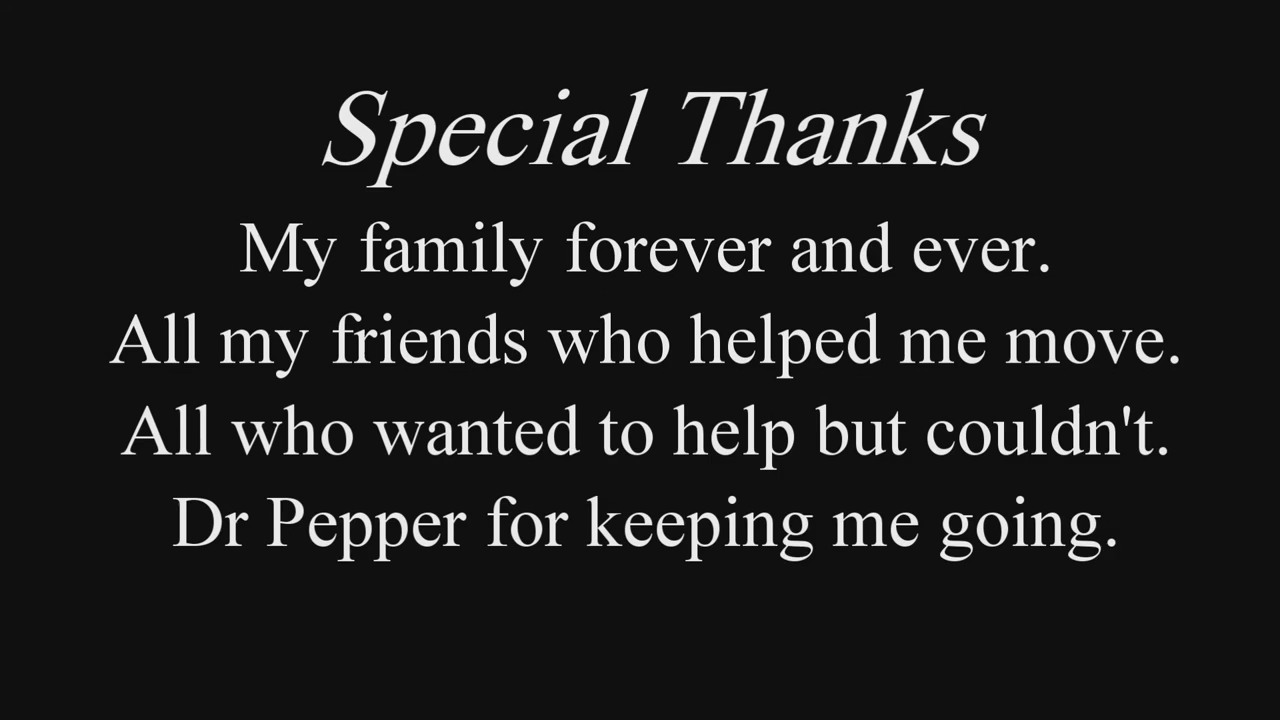 Special Thanks
My family forever and ever.
All my friends who helped me move.
All who wanted to help but couldn't.
Dr Pepper for keeping me going.